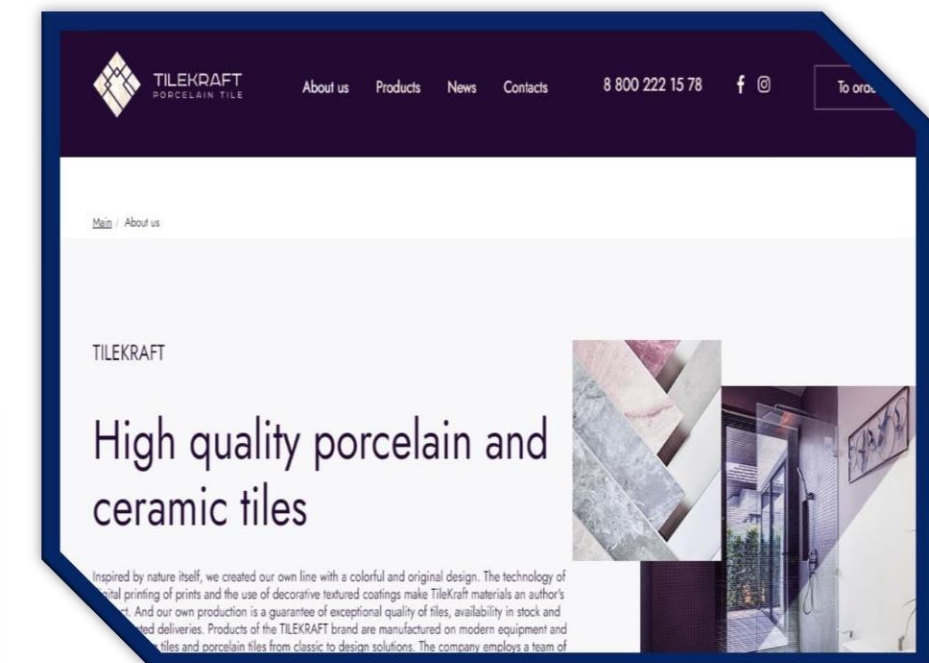 TILEKRAFT
PORCELAIN TILE
About us Products News Contacts 8 800 222 15 78 To
Main / About us
TILEKRAFT
High quality porcelain and
ceramic tiles
Inspired by nature itself, we created our own line with a colorful and original design. The technology of
printing of prints and the use of decorative textured coatings make TileKraft materials an author's
And our own production is a guarantee of exceptional quality of tiles, availability in stock and
deliveries. Products of the TILEKRAFT brand are manufactured on modern equipment and
tiles and porcelain tiles from classic to design solutions. The company employs a team of